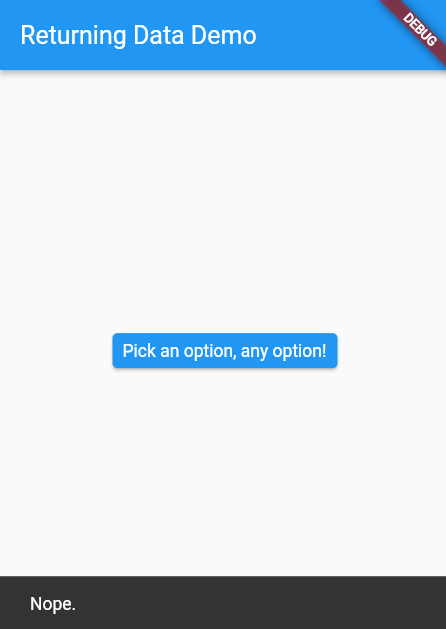 Returning Data Demo
DEBUG
Pick an option, any option!
Nope.